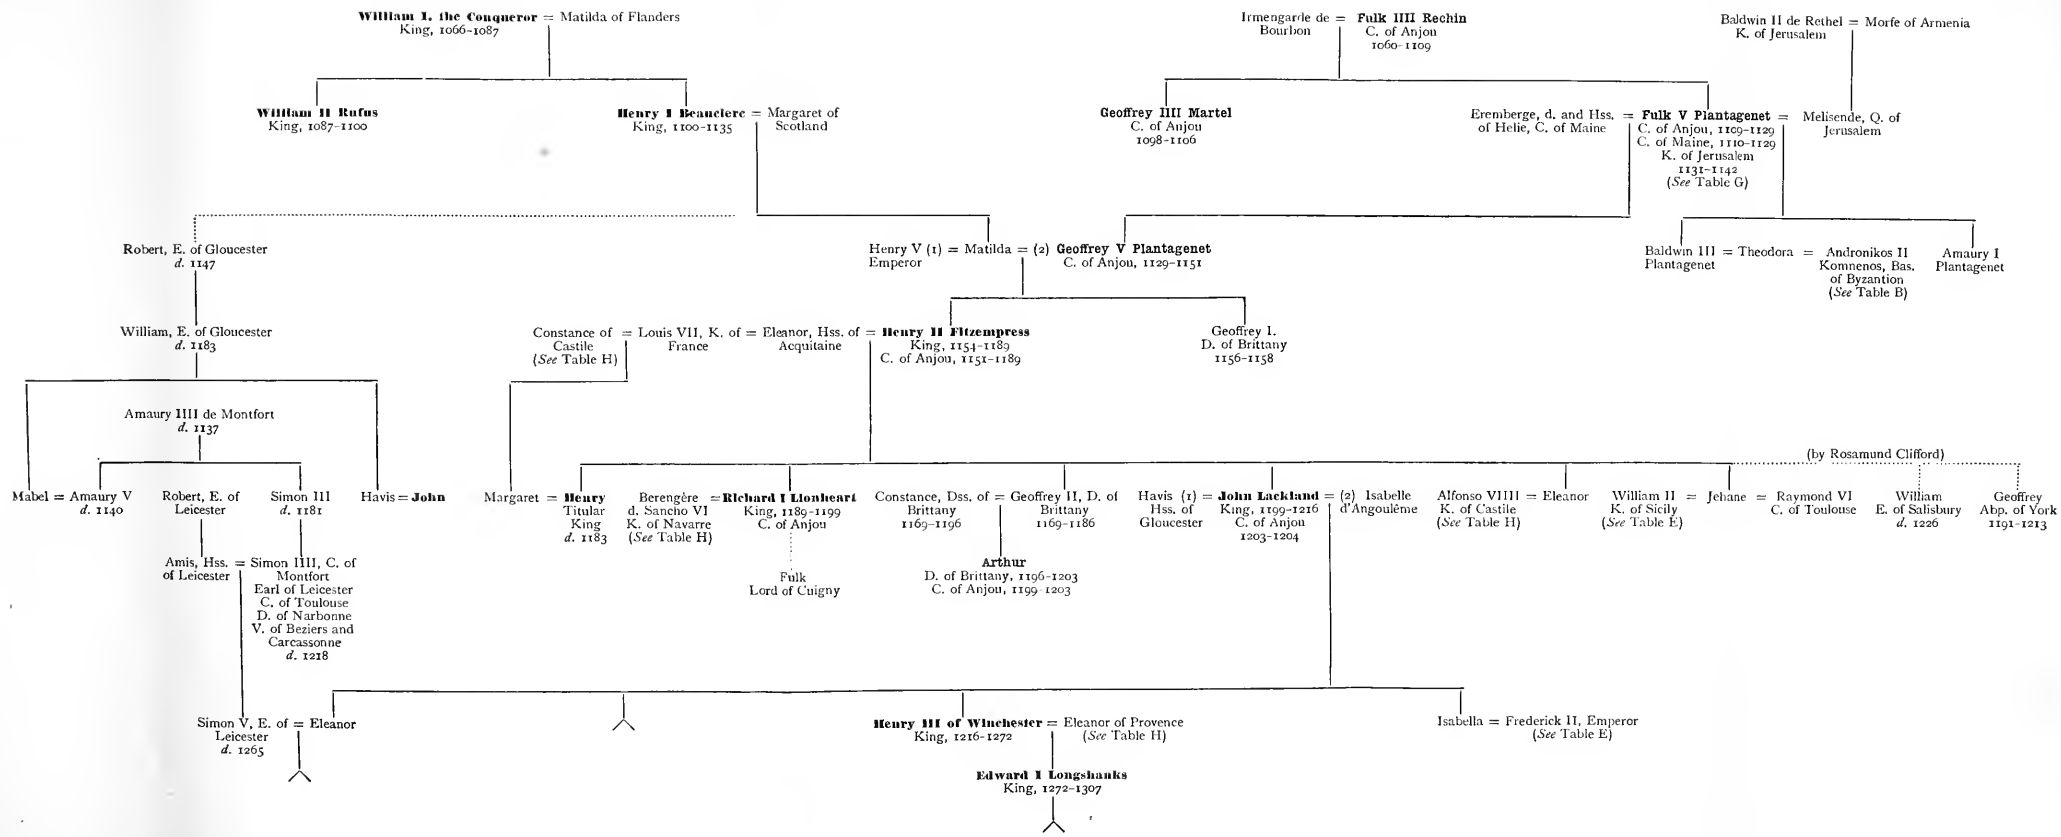 William I. the Conqueror = Matilda of Flanders
King, 1066-1087
Irmengarde de = Fulk IIII Rechin
Bourbon
C. of Anjou
1060-1109
Baldwin II de Rethel = Morfe of Armenia
K. of Jerusalem
William II Rufus
King, 1087-1100
Henry I Beauclerc = Margaret of
King, 1100-1135
Scotland
Geoffrey IIII Martel
C. of Anjou
1098-1106
Eremberge, d. and Hss. = Fulk V Plantagenet =
of Helie, C. of Maine
C. of Anjou, 1109-1129
C. of Maine, 1110-1129
K. of Jerusalem
1131-1142
(See Table G)
Melisende, Q. of
Jerusalem
Robert, E. of Gloucester
d. 1147
Henry V (1) = Matilda = (2) Geoffrey V Plantagenet
Emperor
C. of Anjou, 1129-1151
Baldwin III = Theodora =
Plantagenet
Andronikos II
Komnenos, Bas.
of Byzantion
(See Table B)
Amaury I
Plantagenet
William, E. of Gloucester
d. 1183
Constance of = Louis VII, K. of = Eleanor, Hss. of = Henry II Fitzempress
Castile
(See Table H)
France
Acquitaine
King, 1154-1189
C. of Anjou, 1151-1189
Geoffrey I.
D. of Brittany
1156-1158
Amaury IIII de Montfort
d. 1137
(by Rosamund Clifford)
Mabel = Amaury V
d. 1140
Robert, E. of
Leicester
Simon III
d. 1181
Havis = John
Margaret = Henry
Titular
King
d. 1183
Berengère =
d. Sancho VI
K. of Navarre
(See Table H)
Richard I Lionheart
King, 1189-1199
C. of Anjou
Constance, Dss. of = Geoffrey II, D. of
Brittany
1169-1196
Brittany
1169-1186
Havis (1) = John Lackland = (2) Isabelle
Hss. of
Gloucester
King, 1199-1216
C. of Anjou
1203-1204
d'Angoulême
Alfonso VIIII = Eleanor
K. of Castile
(See Table H)
William II = Jehane = Raymond VI
K. of Sicily
(See Table E)
C. of Toulouse
William
E. of Salisbury
d. 1226
Geoffrey
Abp. of York
1191-1213
Amis, Hss. =
of Leicester
Simon IIII, C. of
Montfort
Earl of Leicester
C. of Toulouse
D. of Narbonne
V. of Beziers and
Carcassonne
d. 1218
Fulk
Lord of Cuigny
Arthur
D. of Brittany, 1196-1203
C. of Anjou, 1199-1203
Simon V, E. of = Eleanor
Leicester
d. 1265
Henry III of Winchester = Eleanor of Provence
King, 1216-1272
(See Table H)
Isabella = Frederick II, Emperor
(See Table E)
Edward I Longshanks
King, 1272-1307